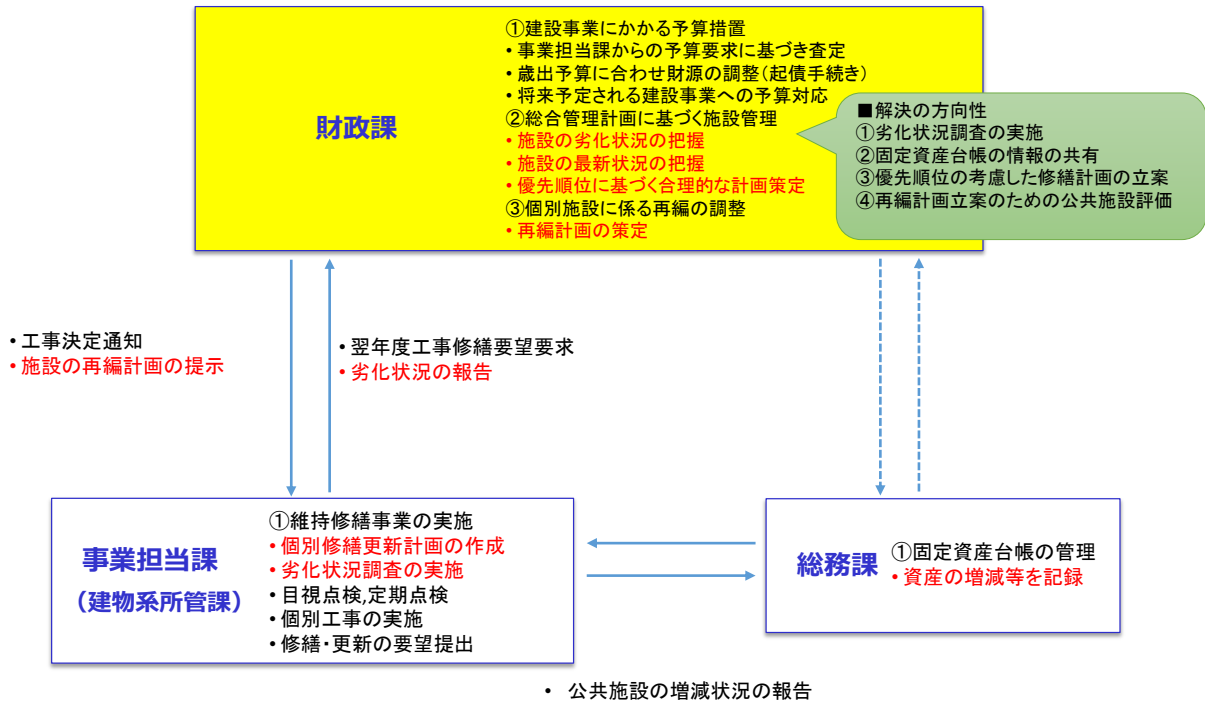 財政課
①建設事業にかかる予算措置
・事業担当課からの予算要求に基づき査定
・歳出予算に合わせ財源の調整（起債手続き）
・将来予定される建設事業への予算対応
②総合管理計画に基づく施設管理
・施設の劣化状況の把握
・施設の最新状況の把握
・優先順位に基づく合理的な計画策定
③個別施設に係る再編の調整
・再編計画の策定
■解決の方向性
①劣化状況調査の実施
②固定資産台帳の情報の共有
③優先順位の考慮した修繕計画の立案
④再編計画立案のための公共施設評価
・工事決定通知
・施設の再編計画の提示
・翌年度工事修繕要望要求
・劣化状況の報告
事業担当課
（建物系所管課）
①維持修繕事業の実施
・個別修繕更新計画の作成
・劣化状況調査の実施
・目視点検,定期点検
・個別工事の実施
・修繕・更新の要望提出
総務課
①固定資産台帳の管理
・資産の増減等を記録
・公共施設の増減状況の報告